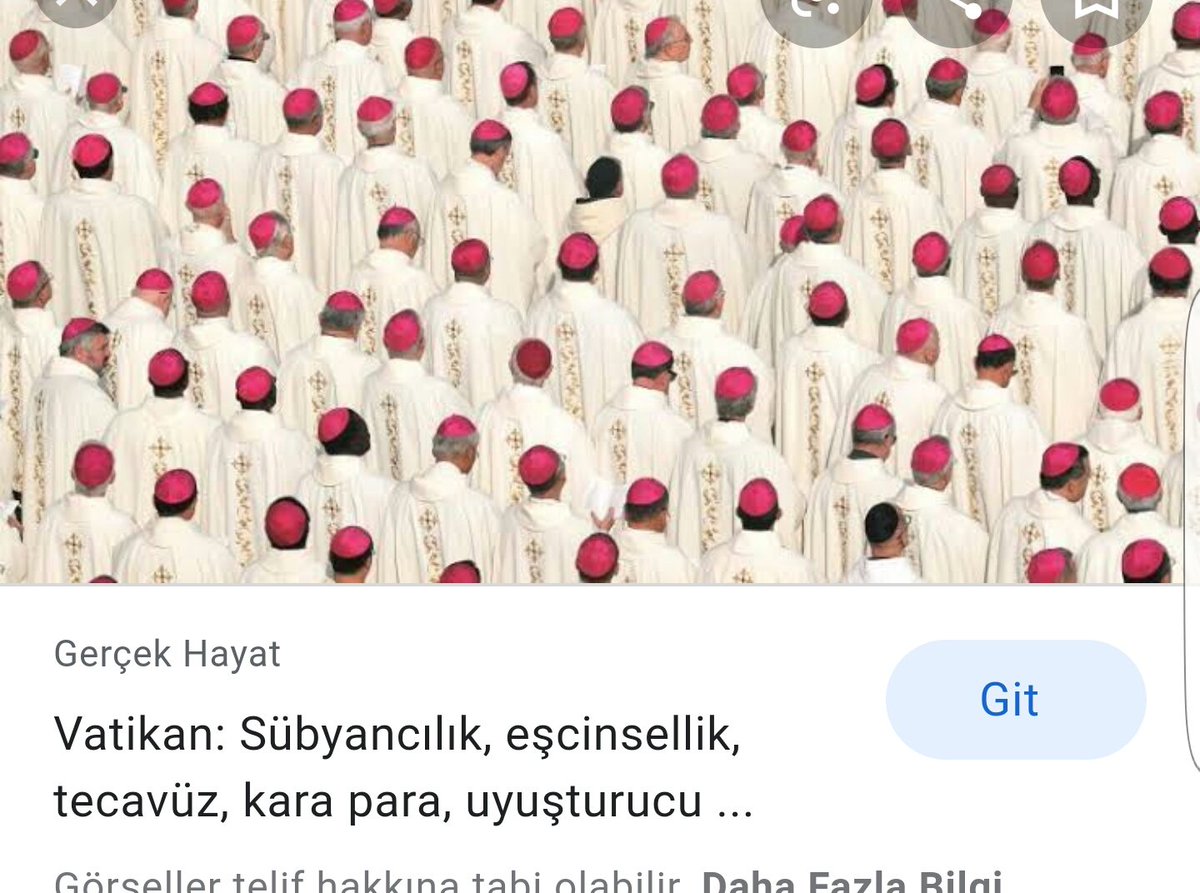 Gerçek Hayat
Git
Vatikan: Sübyancılık, eşcinsellik,
tecavüz, kara para, uyuşturucu ...
Görseller telif hakkına tabi olabilir. Daha Fazla Bilgi